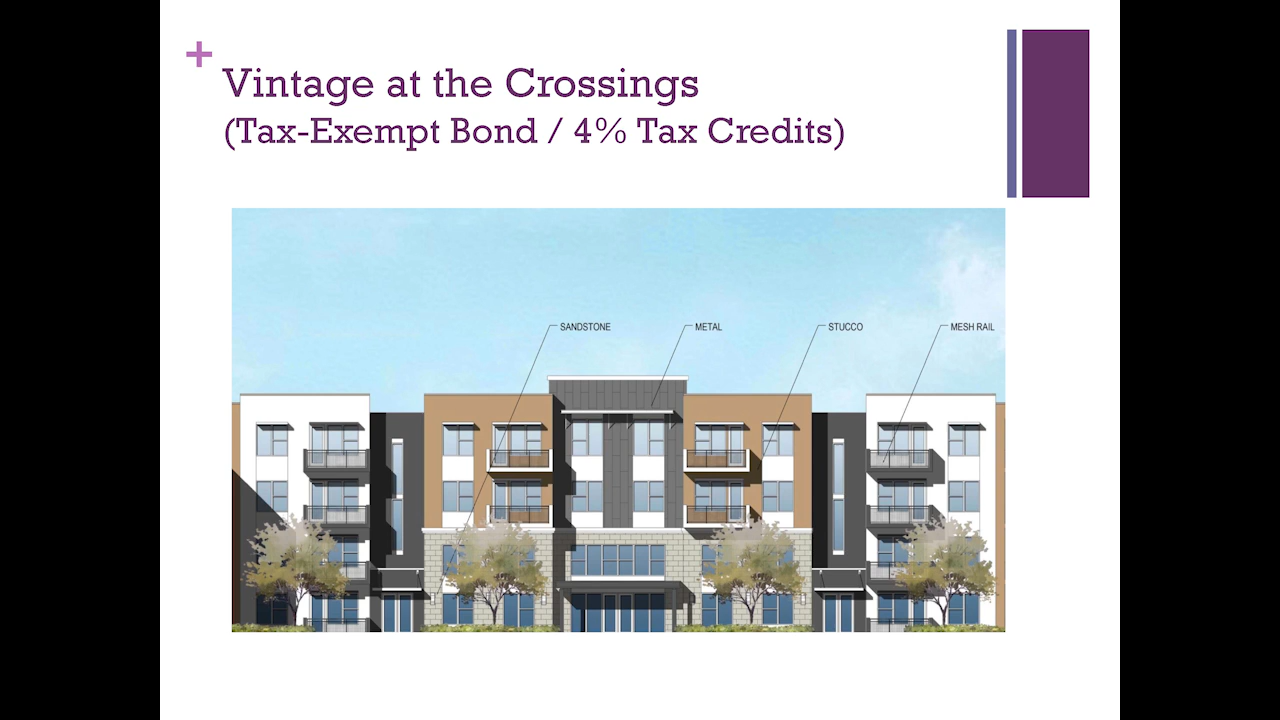 +
Vintage at the Crossings
(Tax-Exempt Bond / 4% Tax Credits)
SANDSTONE
METAL
STUCCO
MESH RAIL